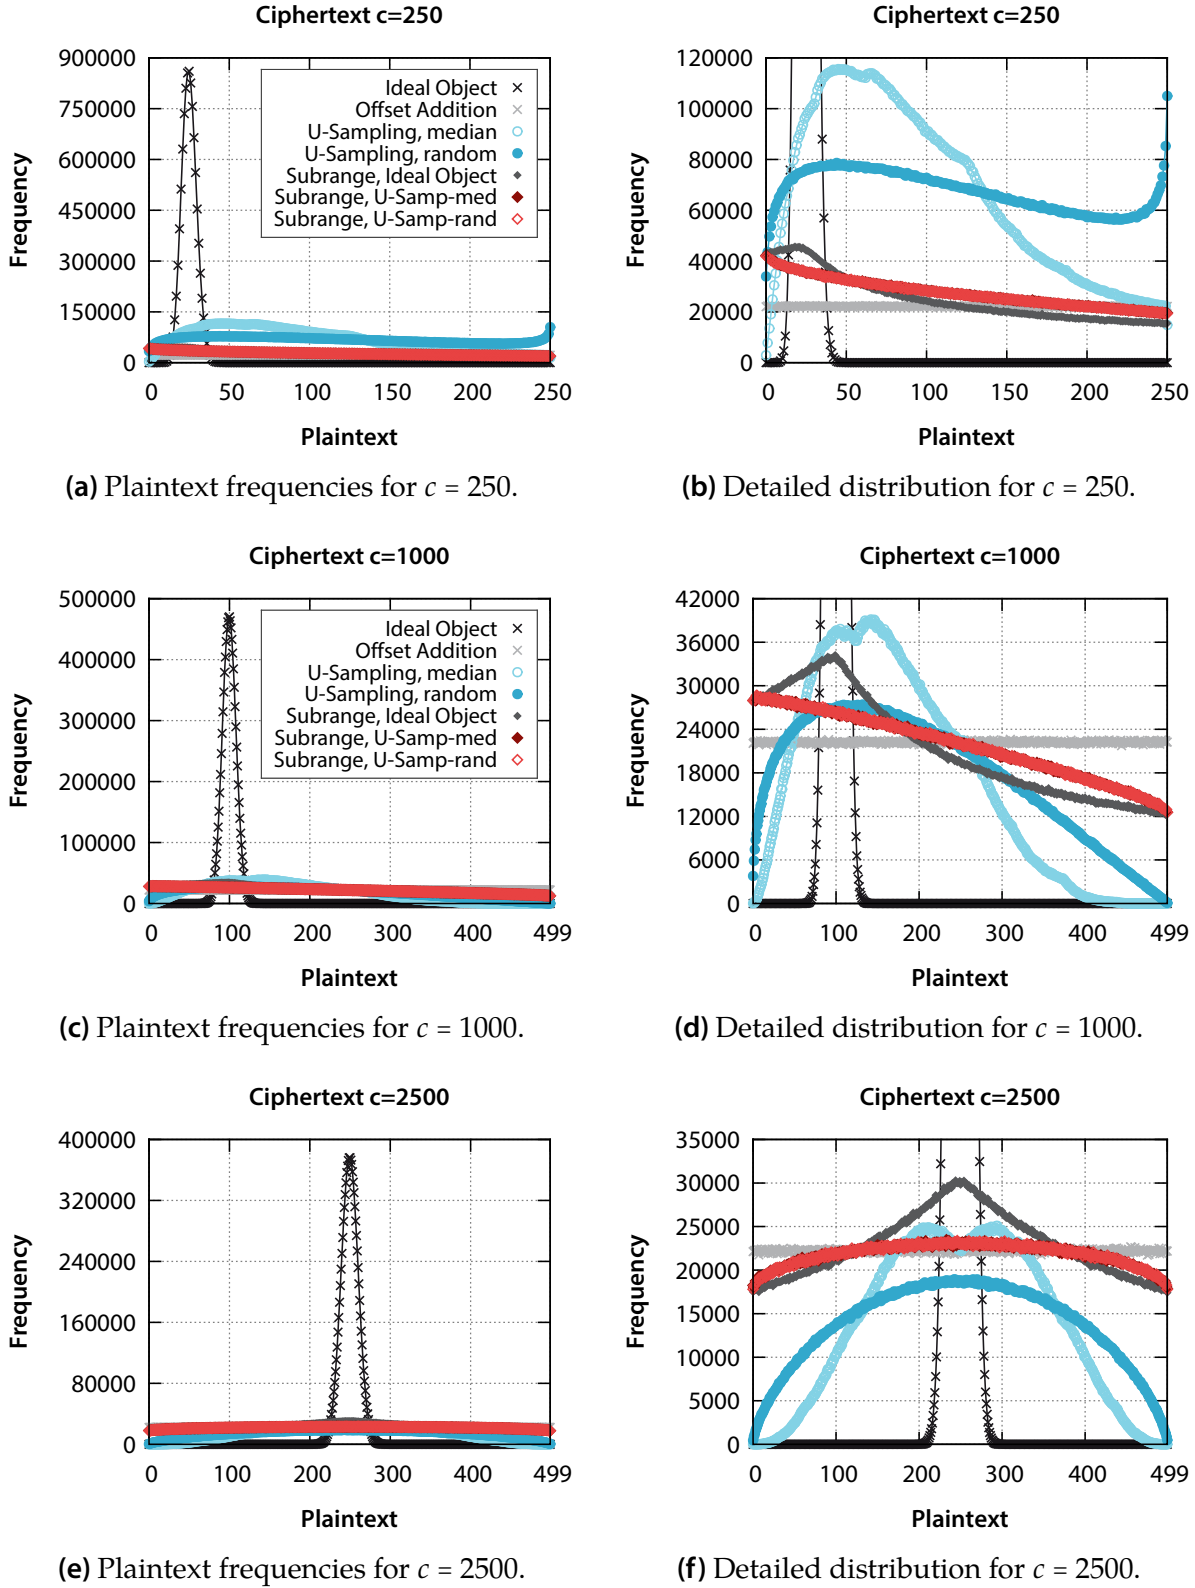 Ciphertext c=250
Frequency
900000
750000
600000
450000
300000
150000
0
Ideal Object
Offset Addition
U-Sampling, median
U-Sampling, random
Subrange, Ideal Object
Subrange, U-Samp-med
Subrange, U-Samp-rand
0 50 100 150 200 250
Plaintext
(a) Plaintext frequencies for c = 250.
Ciphertext c=250
Frequency
120000
100000
80000
60000
40000
20000
0
0 50 100 150 200 250
Plaintext
(b) Detailed distribution for c = 250.
Ciphertext c=1000
Frequency
500000
400000
300000
200000
100000
0
Ideal Object
Offset Addition
U-Sampling, median
U-Sampling, random
Subrange, Ideal Object
Subrange, U-Samp-med
Subrange, U-Samp-rand
0 100 200 300 400 499
Plaintext
(c) Plaintext frequencies for c = 1000.
Ciphertext c=1000
Frequency
42000
36000
30000
24000
18000
12000
6000
0
0 100 200 300 400 499
Plaintext
(d) Detailed distribution for c = 1000.
Ciphertext c=2500
Frequency
400000
320000
240000
160000
80000
0
0 100 200 300 400 499
Plaintext
(e) Plaintext frequencies for c = 2500.
Ciphertext c=2500
Frequency
35000
30000
25000
20000
15000
10000
5000
0
0 100 200 300 400 499
Plaintext
(f) Detailed distribution for c = 2500.